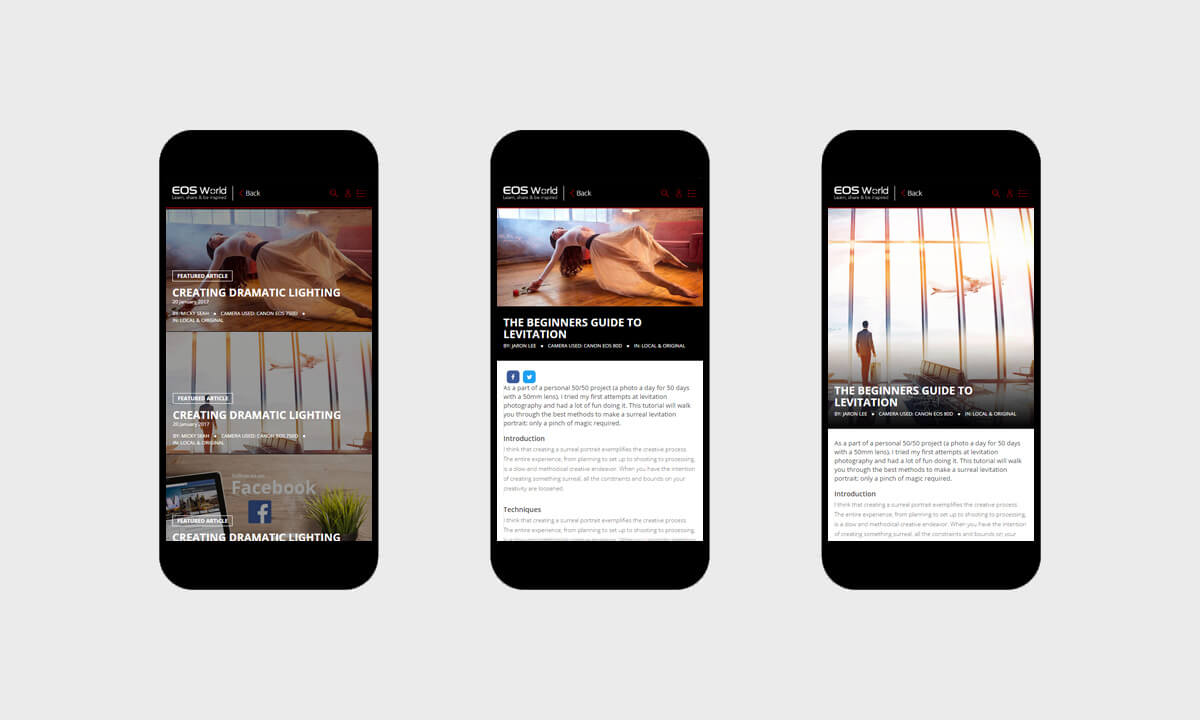 EOS World
Learn, share & be inspired
Back
FEATURED ARTICLE
CREATING DRAMATIC LIGHTING
20 January 2017
BY: MICKY SEAH • CAMERA USED: CANON EOS 750D •
IN: LOCAL & ORIGINAL
FEATURED ARTICLE
CREATING DRAMATIC LIGHTING
20 January 2017
BY: MICKY SEAH • CAMERA USED: CANON EOS 750D •
IN: LOCAL & ORIGINAL
Facebook
FEATURED ARTICLE
CREATING DRAMATIC LIGHTING
EOS World
Learn, share & be inspired
Back
THE BEGINNERS GUIDE TO
LEVITATION
BY: JARON LEE • CAMERA USED: CANON EOS 80D • IN: LOCAL & ORIGINAL
As a part of a personal 50/50 project (a photo a day for 50 days
with a 50mm lens), I tried my first attempts at levitation
photography and had a lot of fun doing it. This tutorial will walk
you through the best methods to make a surreal levitation
portrait; only a pinch of magic required.
Introduction
I think that creating a surreal portrait exemplifies the creative process.
The entire experience, from planning to set up to shooting to processing,
is a slow and methodical creative endeavor. When you have the intention
of creating something surreal, all the constraints and bounds on your
creativity are loosened.
Techniques
I think that creating a surreal portrait exemplifies the creative process.
The entire experience, from planning to set up to shooting to processing,
EOS World
Learn, share & be inspired
Back
THE BEGINNERS GUIDE TO
LEVITATION
BY: JARON LEE • CAMERA USED: CANON EOS 80D • IN: LOCAL & ORIGINAL
As a part of a personal 50/50 project (a photo a day for 50 days
with a 50mm lens), I tried my first attempts at levitation
photography and had a lot of fun doing it. This tutorial will walk
you through the best methods to make a surreal levitation
portrait; only a pinch of magic required.
Introduction
I think that creating a surreal portrait exemplifies the creative process.
The entire experience, from planning to set up to shooting to processing,
is a slow and methodical creative endeavor. When you have the intention
of creating something surreal, all the constraints and bounds on your